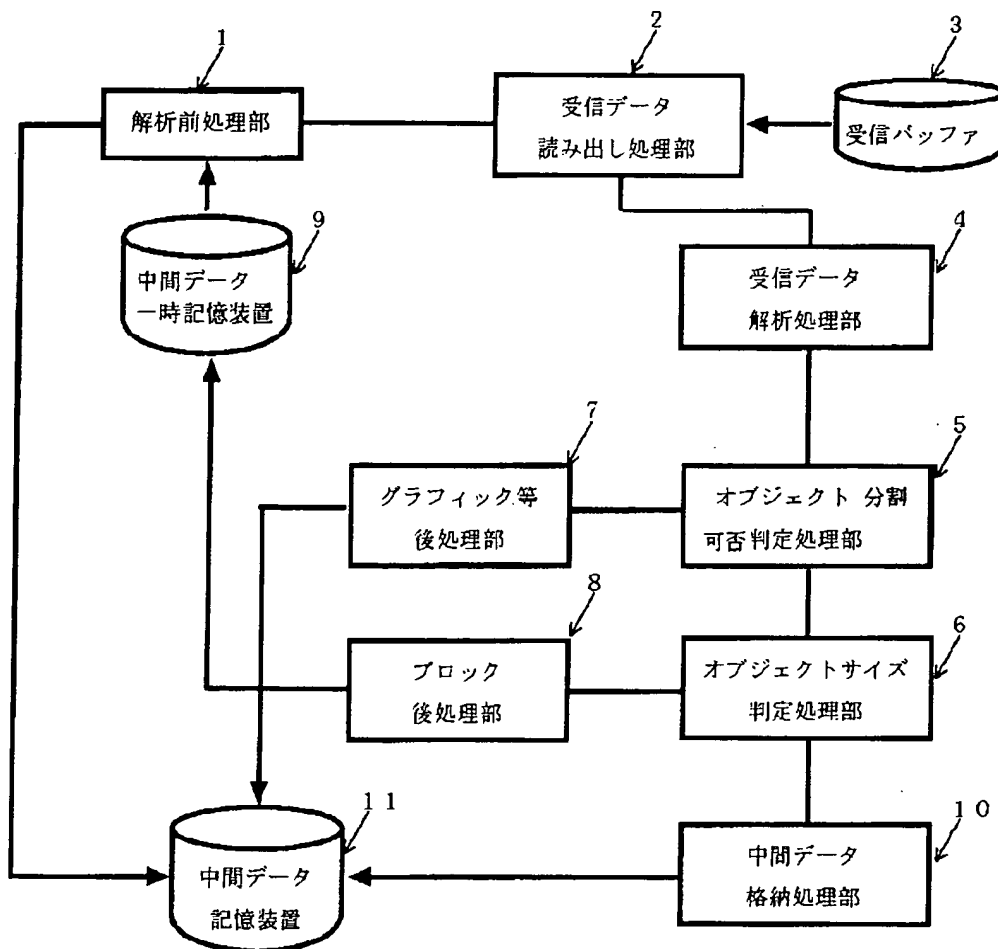 1
2
3
解析前処理部
受信データ
読み出し処理部
受信バッファ
9
4
中間データ
一時記憶装置
受信データ
解析処理部
7
5
グラフィック等
後処理部
オブジェクト 分割
可否判定処理部
8
6
ブロック
後処理部
オブジェクトサイズ
判定処理部
11
10
中間データ
記憶装置
中間データ
格納処理部